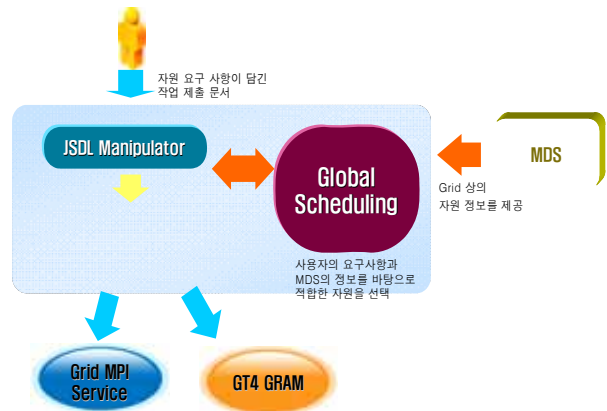 자원 요구 사항이 담긴
작업 제출 문서
JSDL Manipulator
Global
Scheduling
MDS
Grid 상의
자원 정보를 제공
사용자의 요구사항과
MDS의 정보를 바탕으로
적합한 자원을 선택
Grid MPI
Service
GT4 GRAM